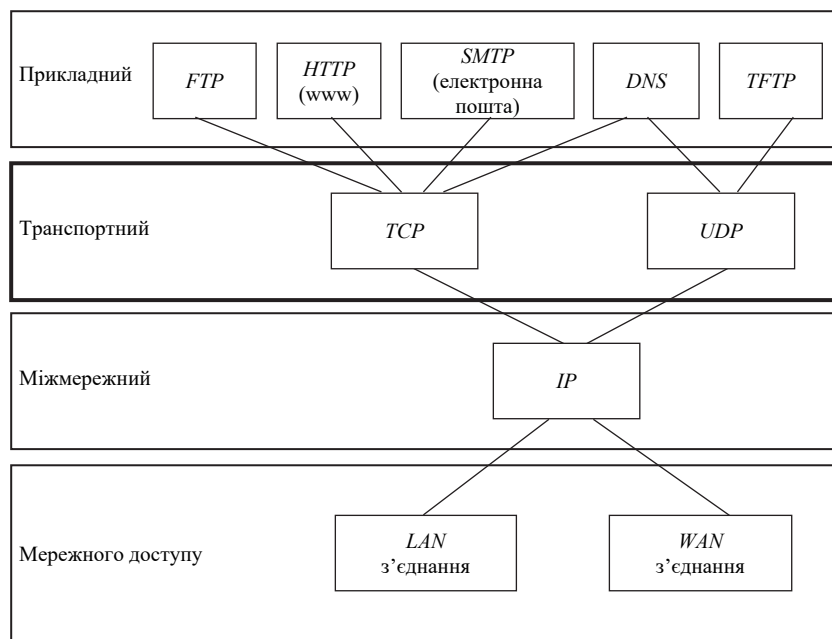 Прикладний
FTP
HTTP
(www)
SMTP
(електронна
пошта)
DNS
TFTP
Транспортний
TCP
UDP
Міжмережний
IP
Мережного доступу
LAN
з’єднання
WAN
з’єднання